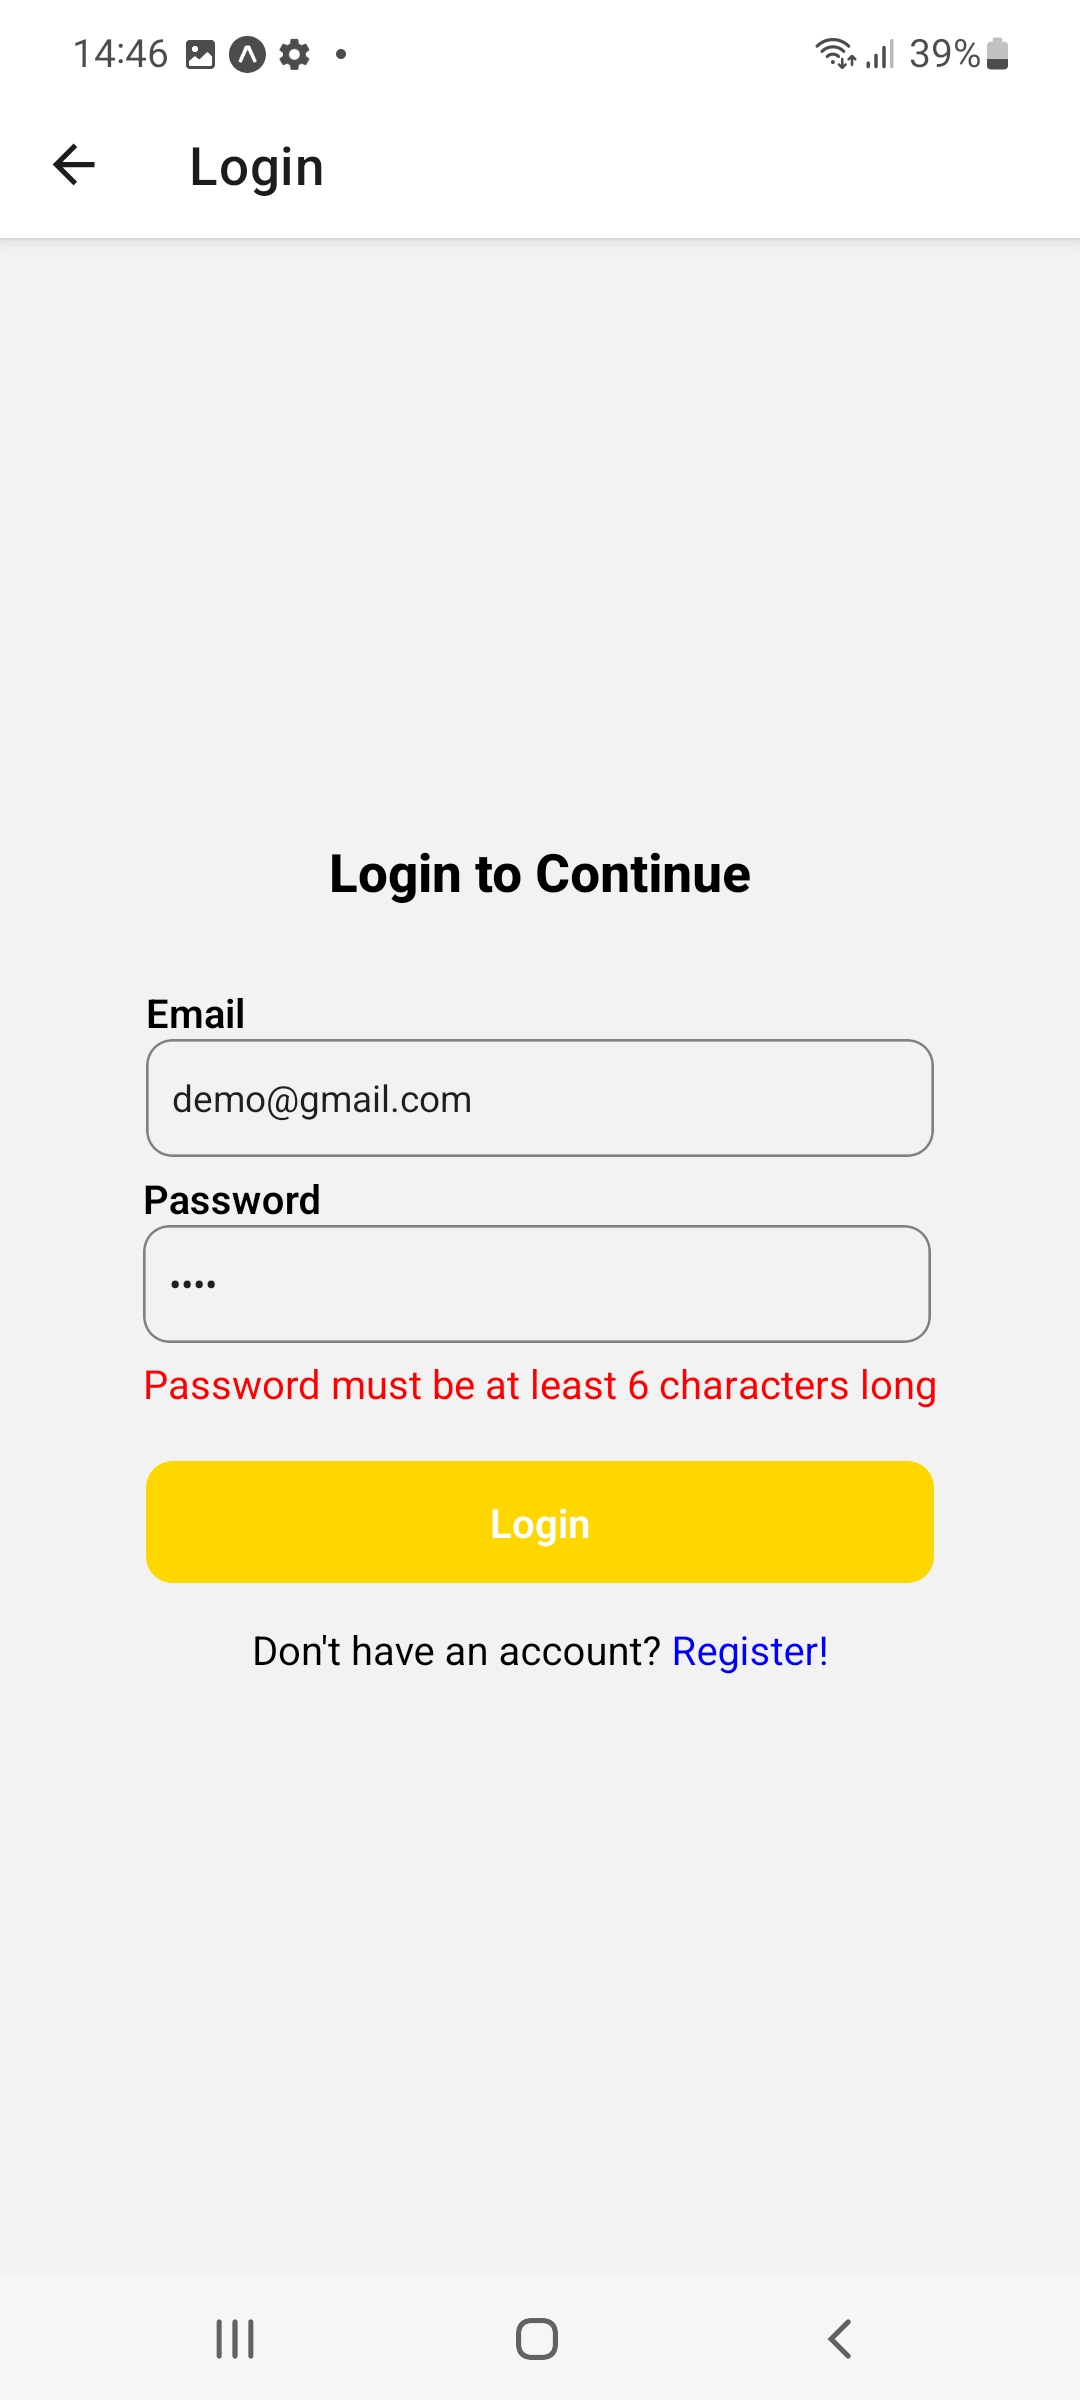 14:46
39%
Login
Login to Continue
Email
demo@gmail.com
Password
••••
Password must be at least 6 characters long
Login
Don't have an account? Register!